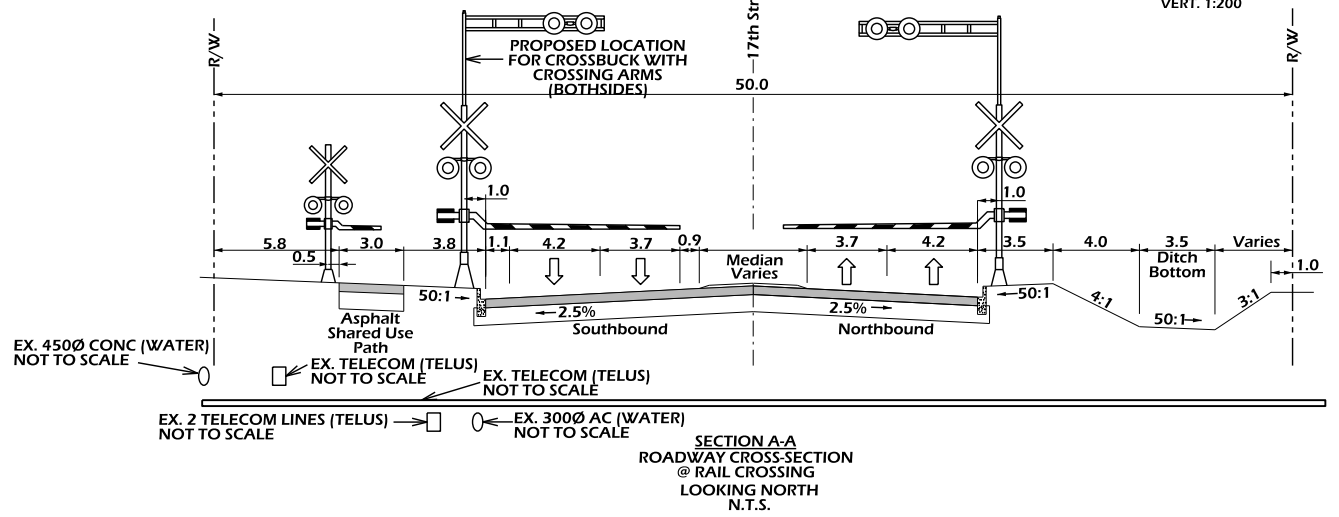 VERT. 1:200
R/W
17th Str
R/W
PROPOSED LOCATION
FOR CROSSBUCK WITH
CROSSING ARMS
(BOTHSIDES)
50.0
1.0
1.0
5.8
3.0
3.8
1.1
4.2
3.7
0.9
3.7
4.2
3.5
4.0
3.5
Varies
0.5
Median
Varies
Ditch
Bottom
1.0
50:1
50:1
4:1
3:1
50:1
2.5%
2.5%
Southbound
Northbound
Asphalt
Shared Use
Path
EX. 450Ø CONC (WATER)
NOT TO SCALE
EX. TELECOM (TELUS)
NOT TO SCALE
EX. TELECOM (TELUS)
NOT TO SCALE
EX. 2 TELECOM LINES (TELUS)
NOT TO SCALE
EX. 300Ø AC (WATER)
NOT TO SCALE
SECTION A-A
ROADWAY CROSS-SECTION
@ RAIL CROSSING
LOOKING NORTH
N.T.S.